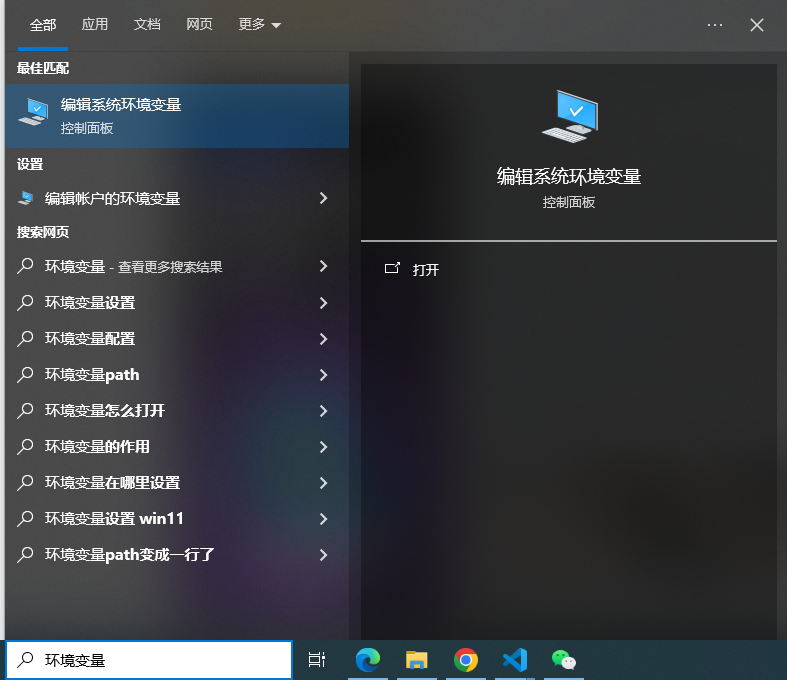 全部 应用 文档 网页 更多
最佳匹配
编辑系统环境变量
控制面板
设置
编辑帐户的环境变量
搜索网页
环境变量 - 查看更多搜索结果
环境变量设置
环境变量配置
环境变量path
环境变量怎么打开
环境变量的作用
环境变量在哪里设置
环境变量设置 win11
环境变量path变成一行了
编辑系统环境变量
控制面板
打开
环境变量